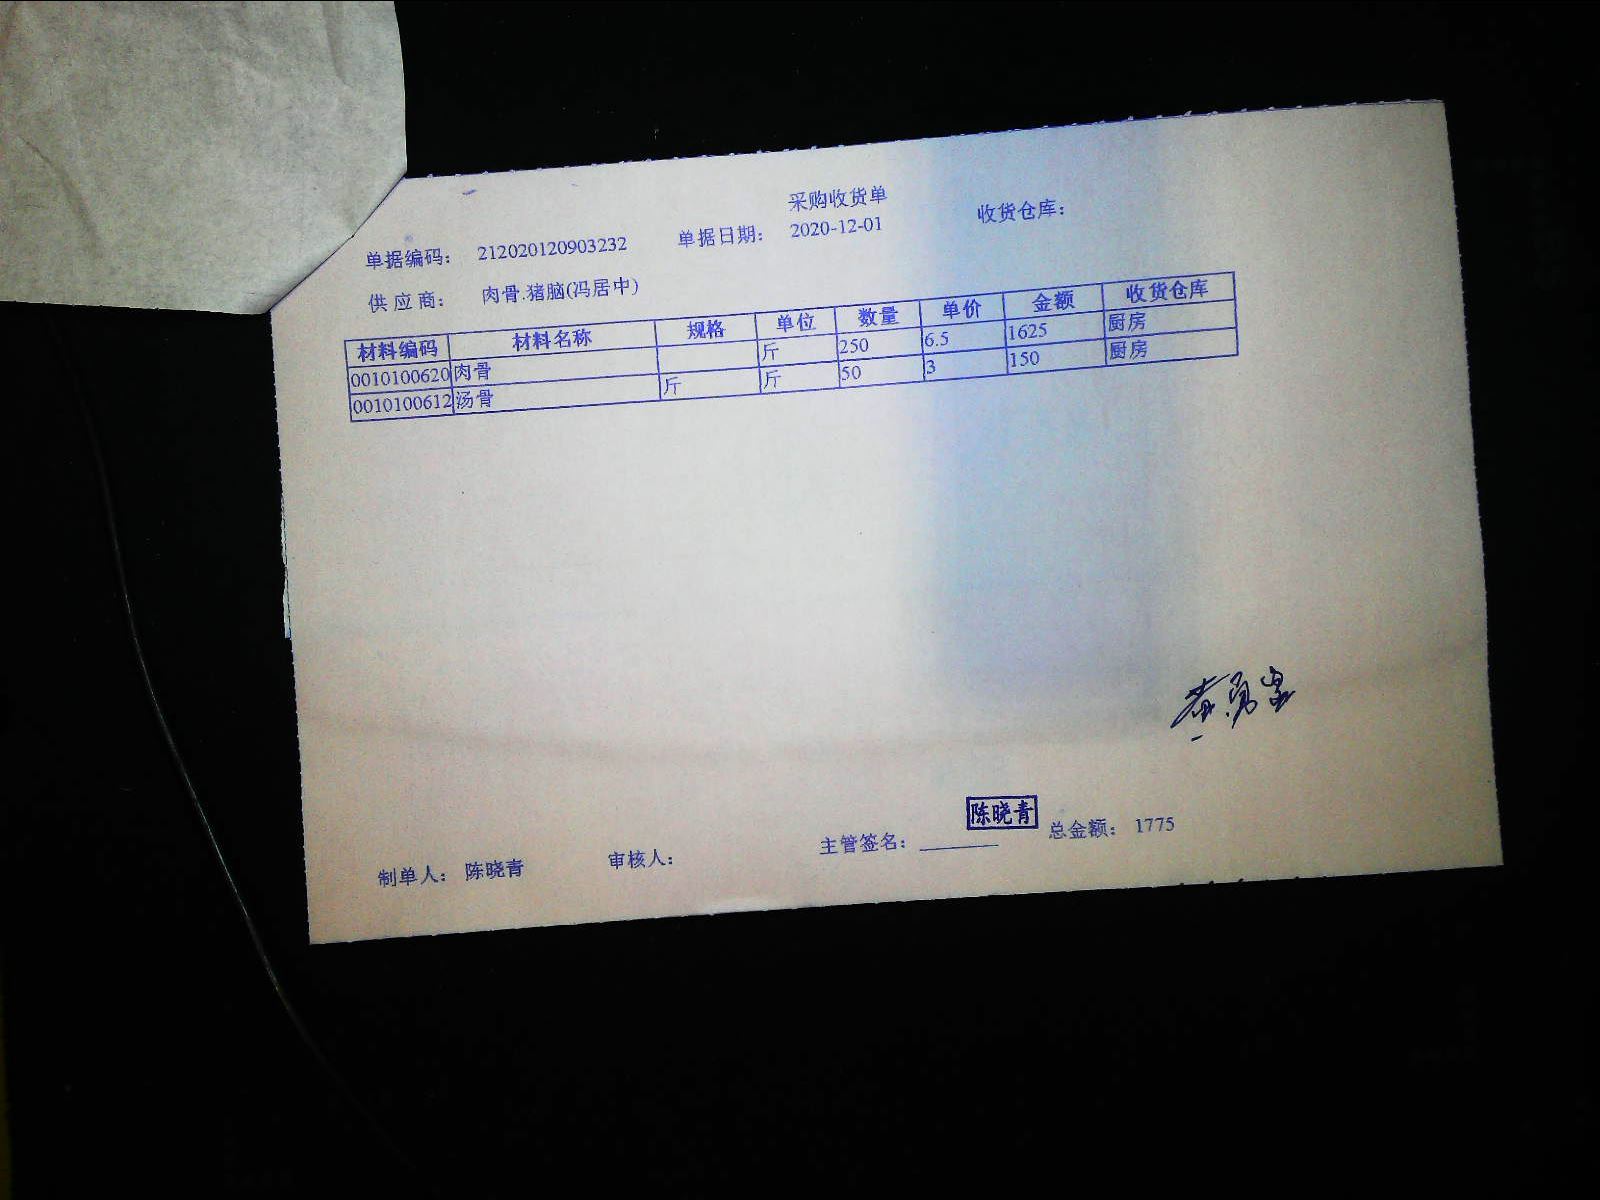 采购收货单
单据编码： 212020120903232 单据日期： 2020-12-01 收货仓库：
供应商： 肉骨.猪脑(冯居中)
材料编码 材料名称 规格 单位 数量 单价 金额 收货仓库
0010100620 肉骨 斤 250 6.5 1625 厨房
0010100612 汤骨 斤 斤 50 3 150 厨房
陈晓青
制单人： 陈晓青 审核人： 主管签名： 总金额： 1775